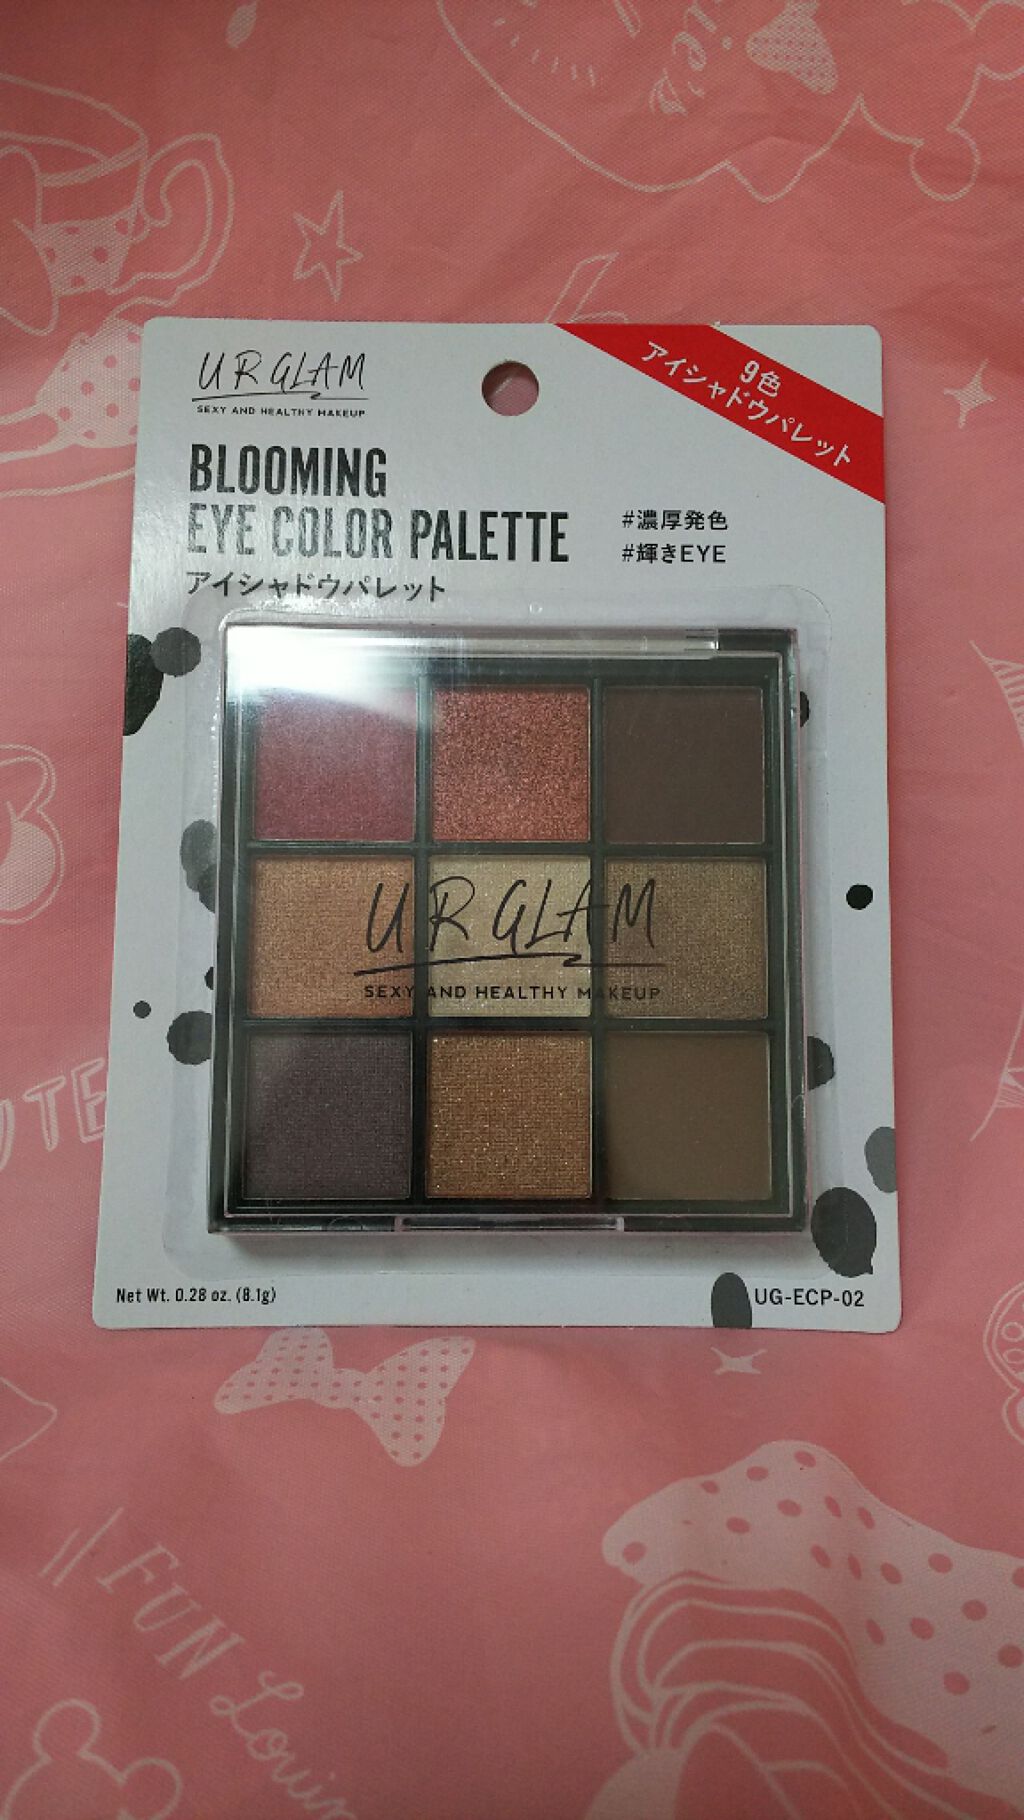 ie's
9色
アイシャドウパレット
U R GLAM
SEXY AND HEALTHY MAKEUP
BLOOMING
EYE COLOR PALETTE
アイシャドウパレット
#濃厚発色
#輝きEYE
U R GLAM
SEXY AND HEALTHY MAKEUP
Net Wt. 0.28 oz. (8.1g)
UG-ECP-02
FUN